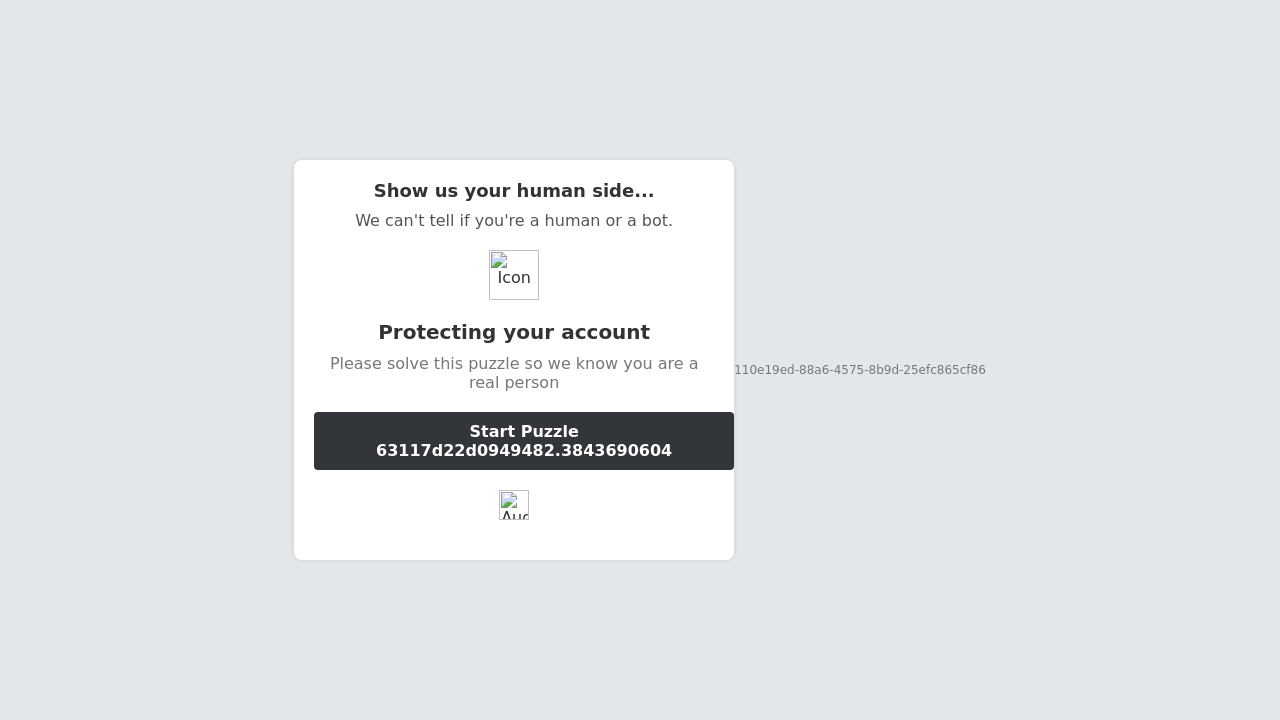 Show us your human side...
We can't tell if you're a human or a bot.
Icon
Protecting your account
Please solve this puzzle so we know you are a
real person
110e19ed-88a6-4575-8b9d-25efc865cf86
Start Puzzle
63117d22d0949482.3843690604